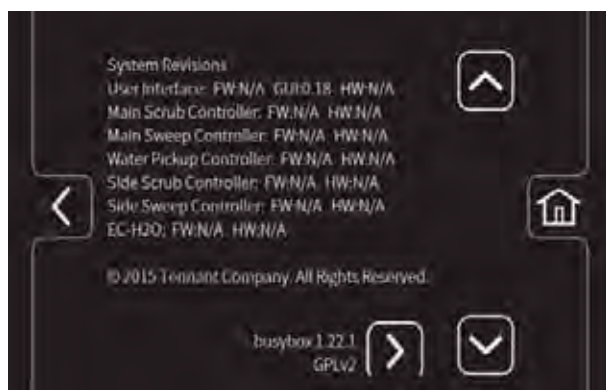 System Revisions
User Interface: FW:N/A GUI:0.18 HW:N/A
Main Scrub Controller: FW:N/A HW:N/A
Main Sweep Controller: FW:N/A HW:N/A
Water Pickup Controller: FW:N/A HW:N/A
Side Scrub Controller: FW:N/A HW:N/A
Side Sweep Controller: FW:N/A HW:N/A
EC-H2O: FW:N/A HW:N/A
© 2015 Tennant Company. All Rights Reserved.
busybox 1.22.1
GPLv2